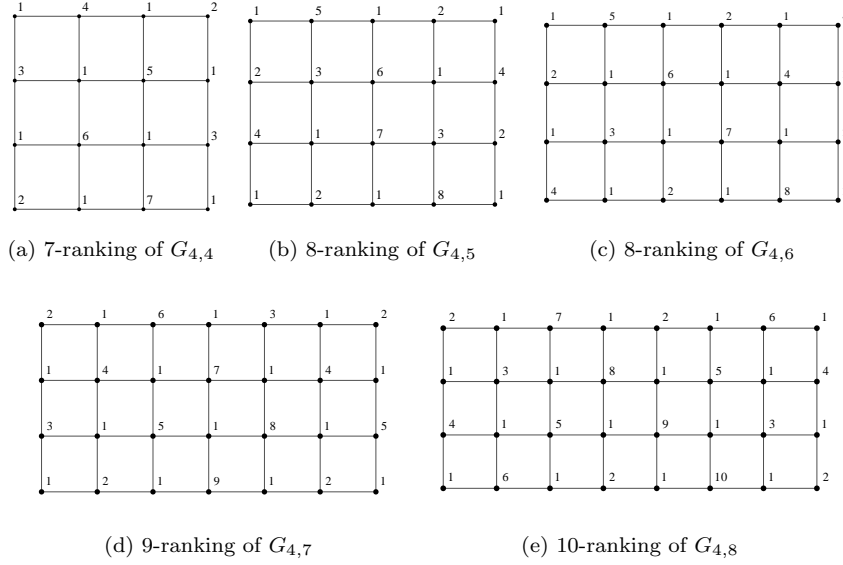 1 4 1 2
3 1 5 1
1 6 1 3
2 1 7 1
(a) 7-ranking of G4,4
1 5 1 2 1
2 3 6 1 4
4 1 7 3 2
1 2 1 8 1
(b) 8-ranking of G4,5
1 5 1 2 1
2 1 6 1 4
1 3 1 7 1
4 1 2 1 8
(c) 8-ranking of G4,6
2 1 6 1 3 1 2
1 4 1 7 1 4 1
3 1 5 1 8 1 5
1 2 1 9 1 2 1
(d) 9-ranking of G4,7
2 1 7 1 2 1 6 1
1 3 1 8 1 5 1 4
4 1 5 1 9 1 3 1
1 6 1 2 1 10 1 2
(e) 10-ranking of G4,8